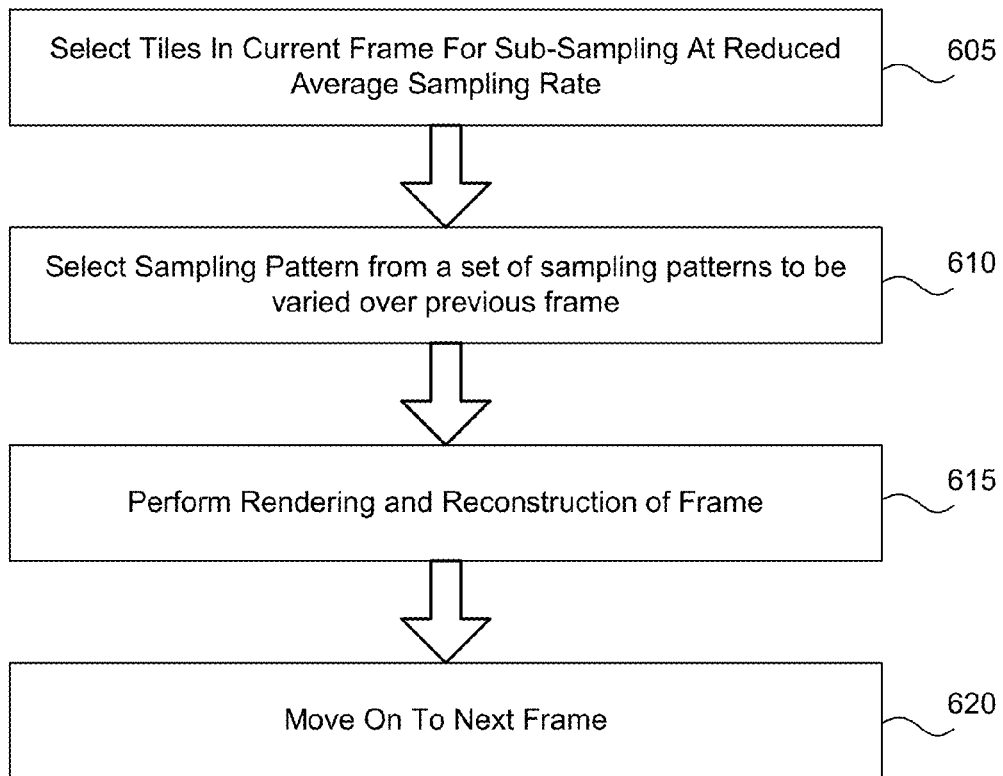 Select Tiles In Current Frame For Sub-Sampling At Reduced
Average Sampling Rate
605
Select Sampling Pattern from a set of sampling patterns to be
varied over previous frame
610
Perform Rendering and Reconstruction of Frame
615
Move On To Next Frame
620